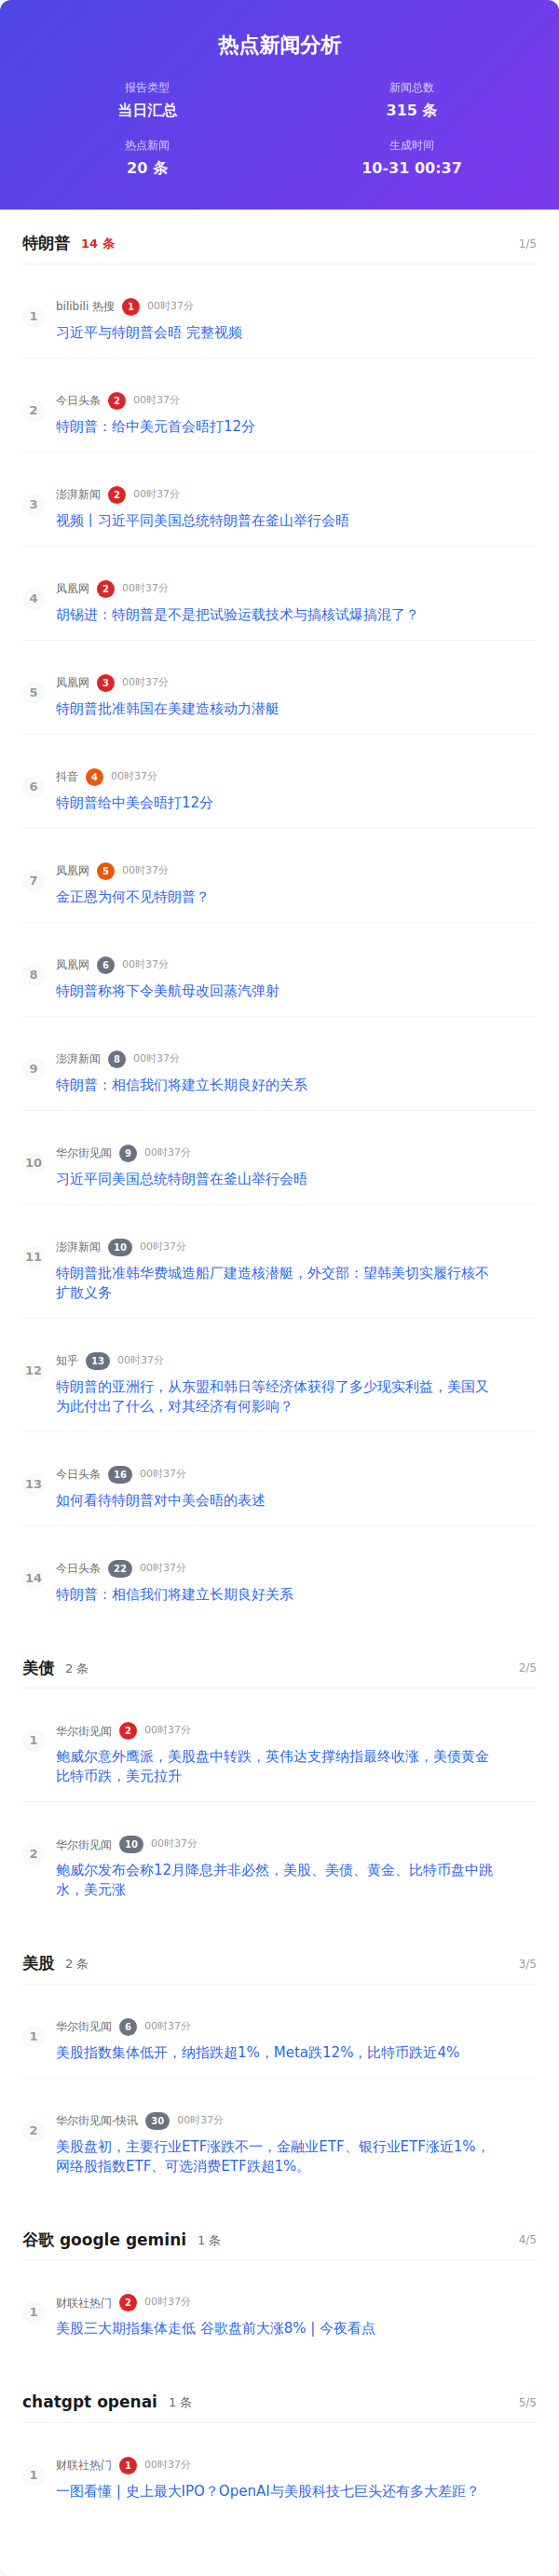 热点新闻分析
报告类型
当日汇总
新闻总数
315 条
热点新闻
20 条
生成时间
10-31 00:37
特朗普 14 条 1/5
1
bilibili 热搜 1 00时37分
习近平与特朗普会晤 完整视频
2
今日头条 2 00时37分
特朗普：给中美元首会晤打12分
3
澎湃新闻 2 00时37分
视频丨习近平同美国总统特朗普在釜山举行会晤
4
凤凰网 2 00时37分
胡锡进：特朗普是不是把试验运载技术与搞核试爆搞混了？
5
凤凰网 3 00时37分
特朗普批准韩国在美建造核动力潜艇
6
抖音 4 00时37分
特朗普给中美会晤打12分
7
凤凰网 5 00时37分
金正恩为何不见特朗普？
8
凤凰网 6 00时37分
特朗普称将下令美航母改回蒸汽弹射
9
澎湃新闻 8 00时37分
特朗普：相信我们将建立长期良好的关系
10
华尔街见闻 9 00时37分
习近平同美国总统特朗普在釜山举行会晤
11
澎湃新闻 10 00时37分
特朗普批准韩华费城造船厂建造核潜艇，外交部：望韩美切实履行核不
扩散义务
12
知乎 13 00时37分
特朗普的亚洲行，从东盟和韩日等经济体获得了多少现实利益，美国又
为此付出了什么，对其经济有何影响？
13
今日头条 16 00时37分
如何看待特朗普对中美会晤的表述
14
今日头条 22 00时37分
特朗普：相信我们将建立长期良好关系
美债 2 条 2/5
1
华尔街见闻 2 00时37分
鲍威尔意外鹰派，美股盘中转跌，英伟达支撑纳指最终收涨，美债黄金
比特币跌，美元拉升
2
华尔街见闻 10 00时37分
鲍威尔发布会称12月降息并非必然，美股、美债、黄金、比特币盘中跳
水，美元涨
美股 2 条 3/5
1
华尔街见闻 6 00时37分
美股指数集体低开，纳指跌超1%，Meta跌12%，比特币跌近4%
2
华尔街见闻-快讯 30 00时37分
美股盘初，主要行业ETF涨跌不一，金融业ETF、银行业ETF涨近1%，
网络股指数ETF、可选消费ETF跌超1%。
谷歌 google gemini 1 条 4/5
1
财联社热门 2 00时37分
美股三大期指集体走低 谷歌盘前大涨8% | 今夜看点
chatgpt openai 1 条 5/5
1
财联社热门 1 00时37分
一图看懂 | 史上最大IPO？OpenAI与美股科技七巨头还有多大差距？